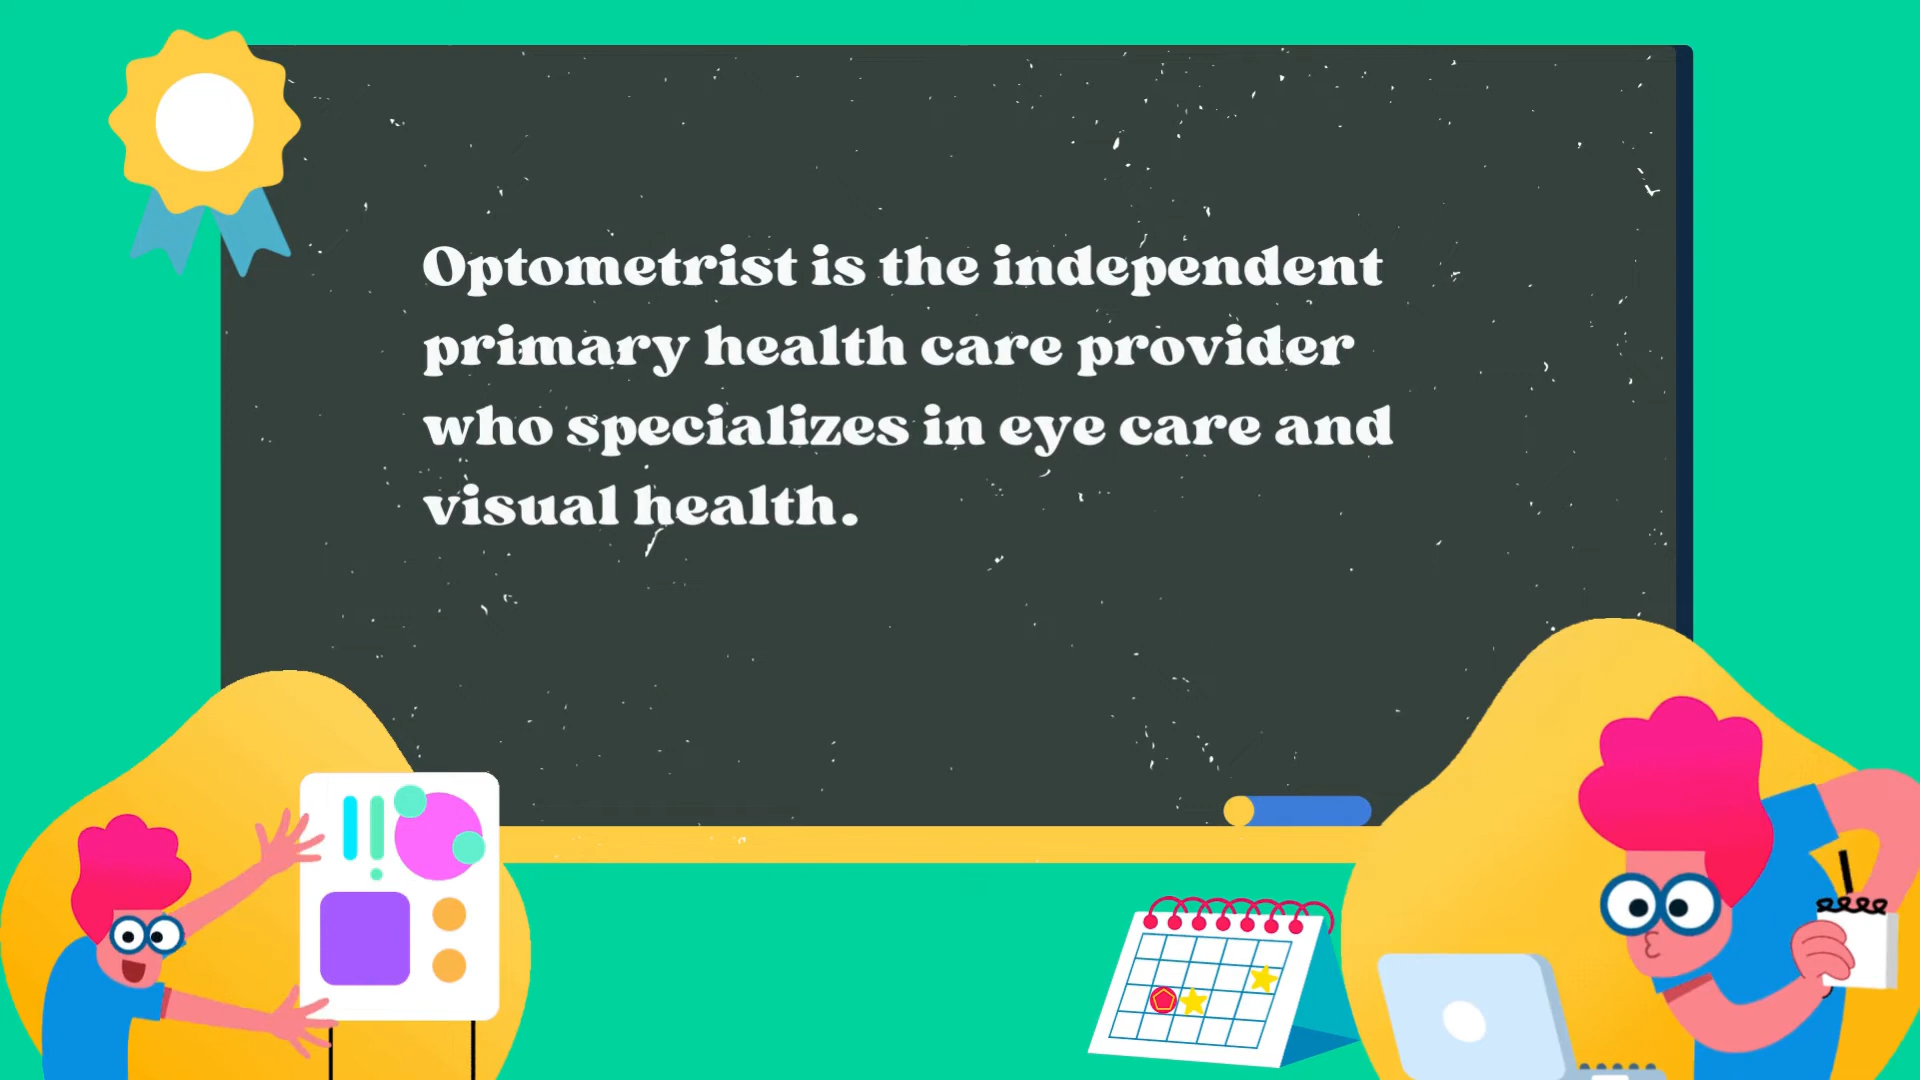 Optometrist is the independent
primary health care provider
who specializes in eye care and
visual health.